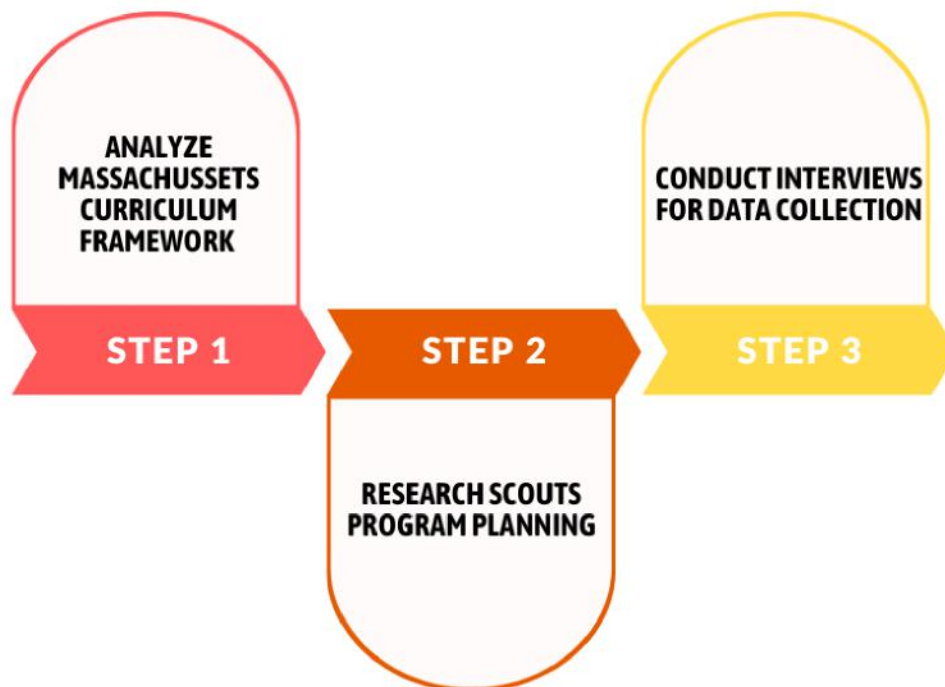 ANALYZE
MASSACHUSSETS
CURRICULUM
FRAMEWORK
STEP 1
STEP 2
RESEARCH SCOUTS
PROGRAM PLANNING
CONDUCT INTERVIEWS
FOR DATA COLLECTION
STEP 3